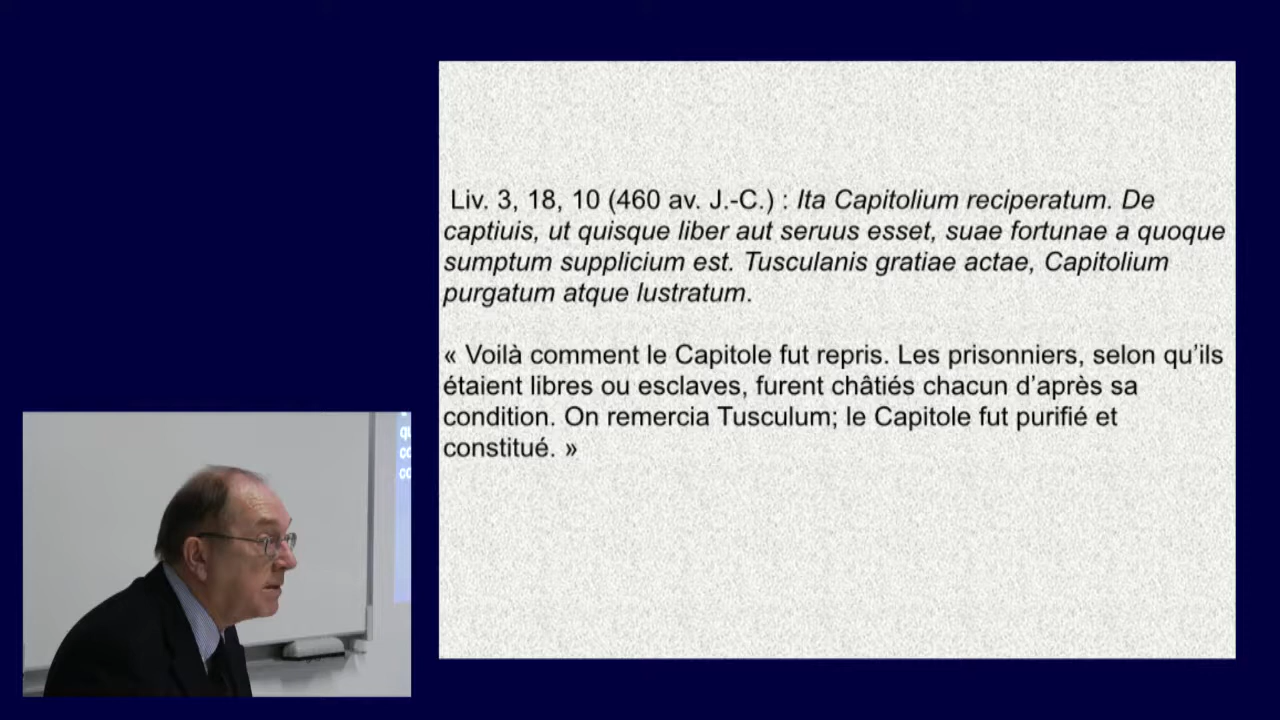 Liv. 3, 18, 10 (460 av. J.-C.) : Ita Capitolium reciperatum. De
captiuis, ut quisque liber aut seruus esset, suae fortunae a quoque
sumptum supplicium est. Tusculanis gratiae actae, Capitolium
purgatum atque lustratum.
« Voilà comment le Capitole fut repris. Les prisonniers, selon qu’ils
étaient libres ou esclaves, furent châtiés chacun d’après sa
condition. On remercia Tusculum; le Capitole fut purifié et
constitué. »